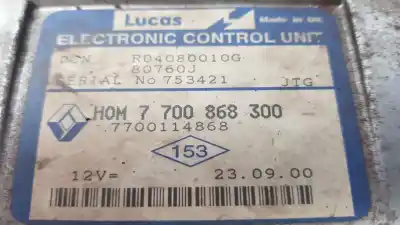 Lucas
Made in UK
ELECTRONIC CONTROL UNIT
DCN R04080010G
80760J
SERIAL No 753421 JTG
HOM 7 700 868 300
7700114868
153
12V= 23.09.00